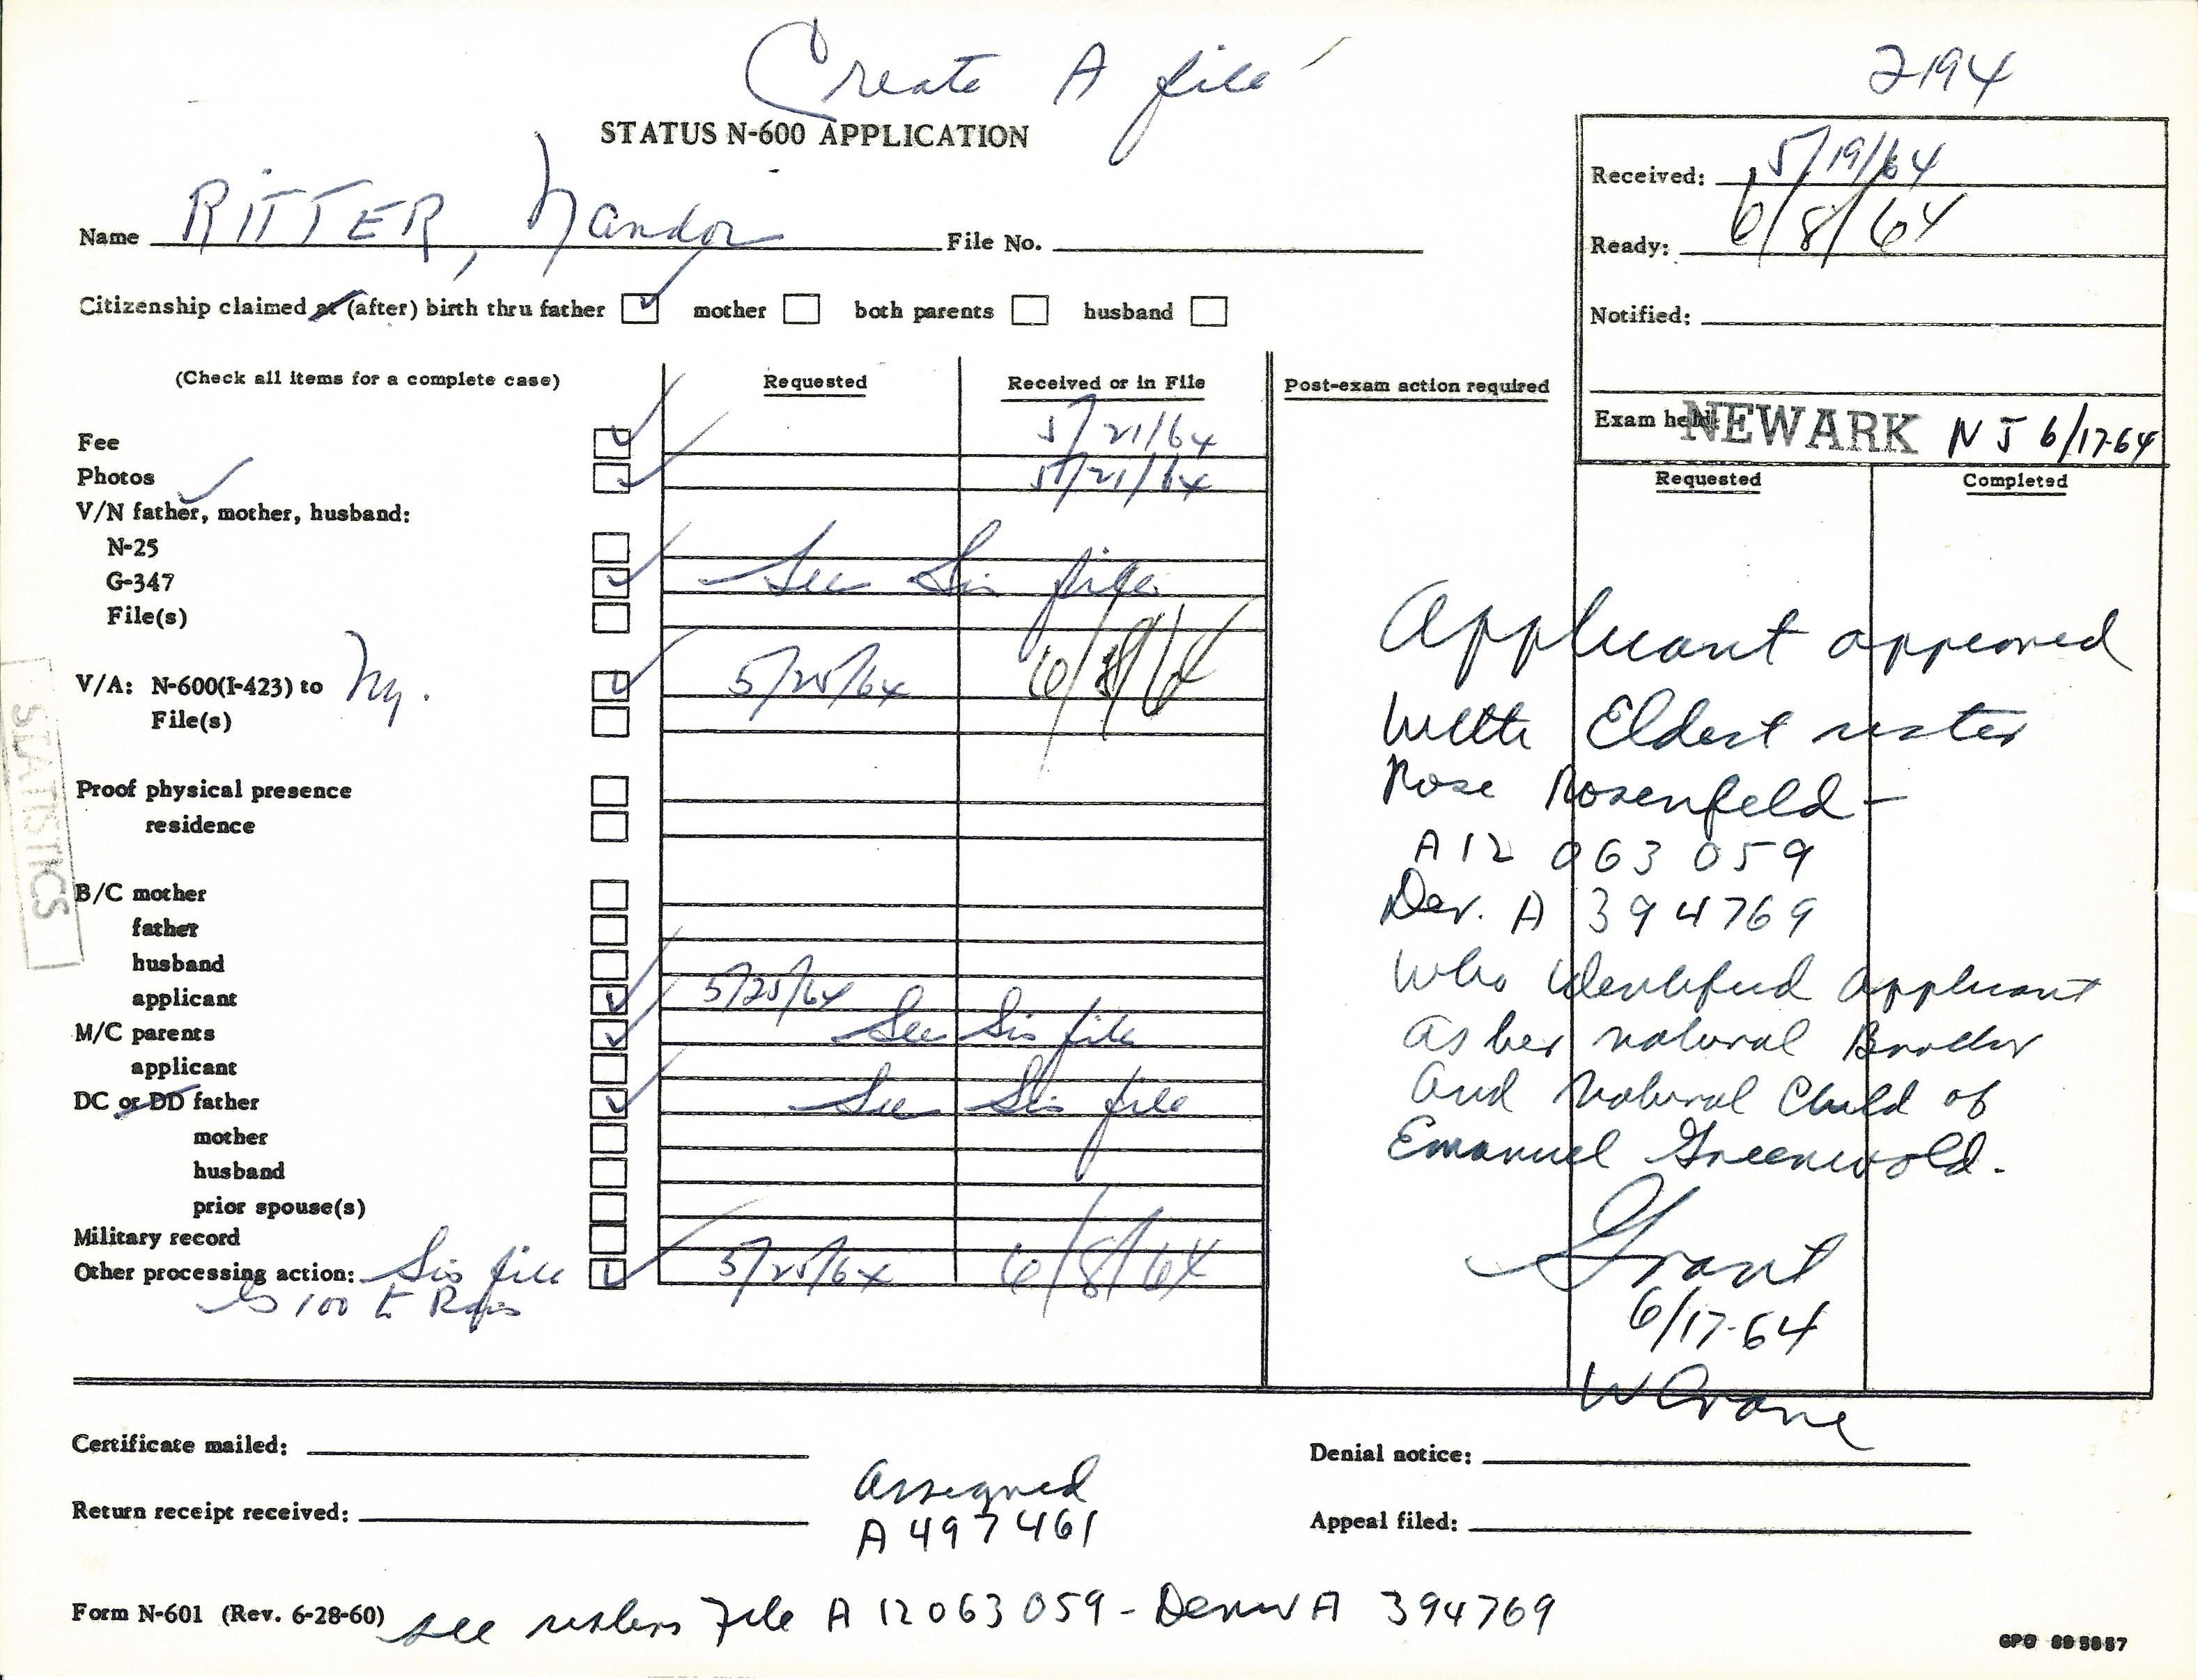 Create A file
2194
STATUS N-600 APPLICATION
Received: 5/19/64
Name RITTER, Nandor File No.
Ready: 6/8/64
Citizenship claimed at (after) birth thru father mother both parents husband
Notified:
(Check all items for a complete case) Requested Received or in File Post-exam action required
Exam held: NEWARK N J 6/17-64
Requested Completed
Fee 5/21/64
Photos 5/21/64
V/N father, mother, husband:
N-25
G-347 See Sis file
File(s)
V/A: N-600(I-423) to Ny. 5/25/64 6/8/64
File(s)
Proof physical presence
residence
B/C mother
father
husband
applicant 5/25/64
M/C parents See Sis file
applicant
DC or DD father See Sis file
mother
husband
prior spouse(s)
Military record
Other processing action: Sis file 5/25/64 6/8/64
100
STATISTICS
Applicant appeared
with Eldest sister
Rose Rosenfeld-
A12 063 059
Der. A 394769
who identified applicant
as her natural Brother
and natural Child of
Emanuel Greenwald.
Grant
6/17-64
W Crane
Certificate mailed:
Denial notice:
Return receipt received:
Assigned
A 497461
Appeal filed:
Form N-601 (Rev. 6-28-60) see sisters File A 12063059- A 394769
GPO